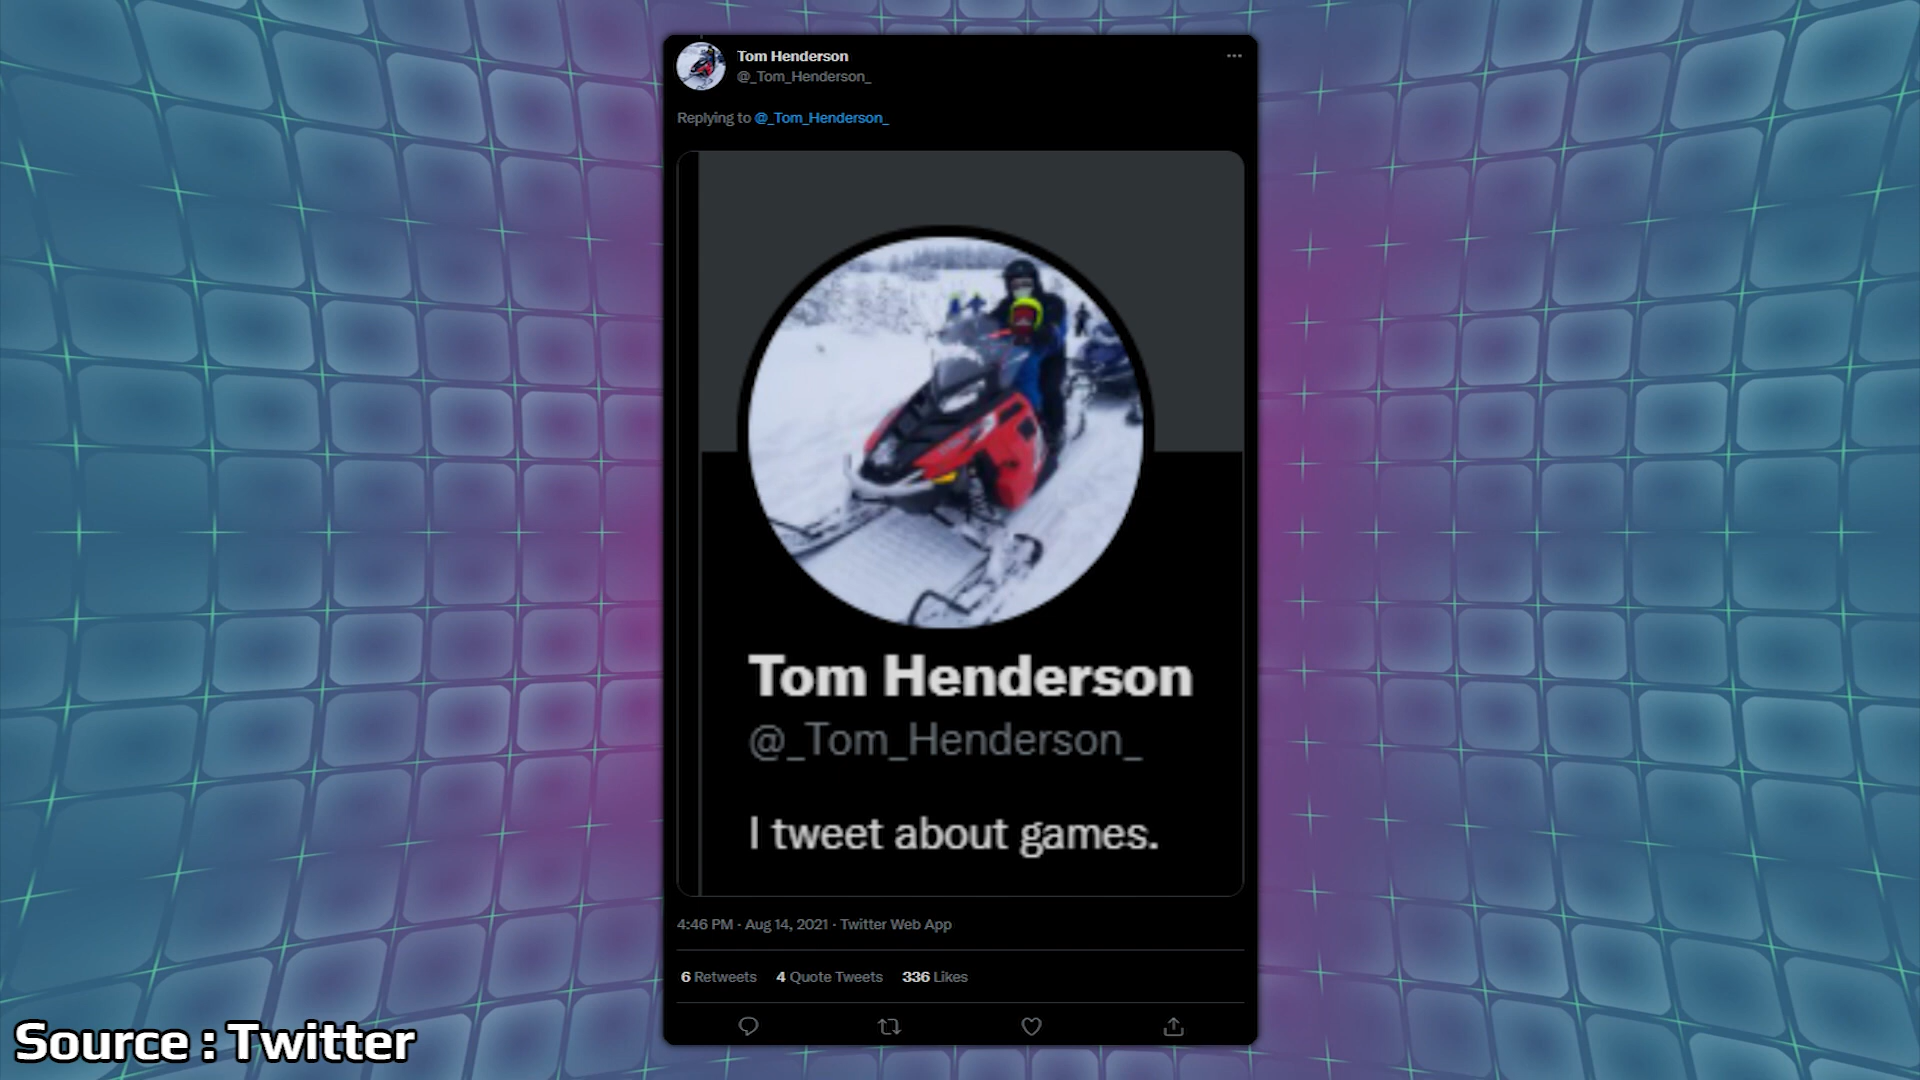 Tom Henderson
@_Tom_Henderson_
Replying to @_Tom_Henderson_
Tom Henderson
@_Tom_Henderson_
I tweet about games.
4:46 PM · Aug 14, 2021 · Twitter Web App
6 Retweets 4 Quote Tweets 336 Likes
Source : Twitter